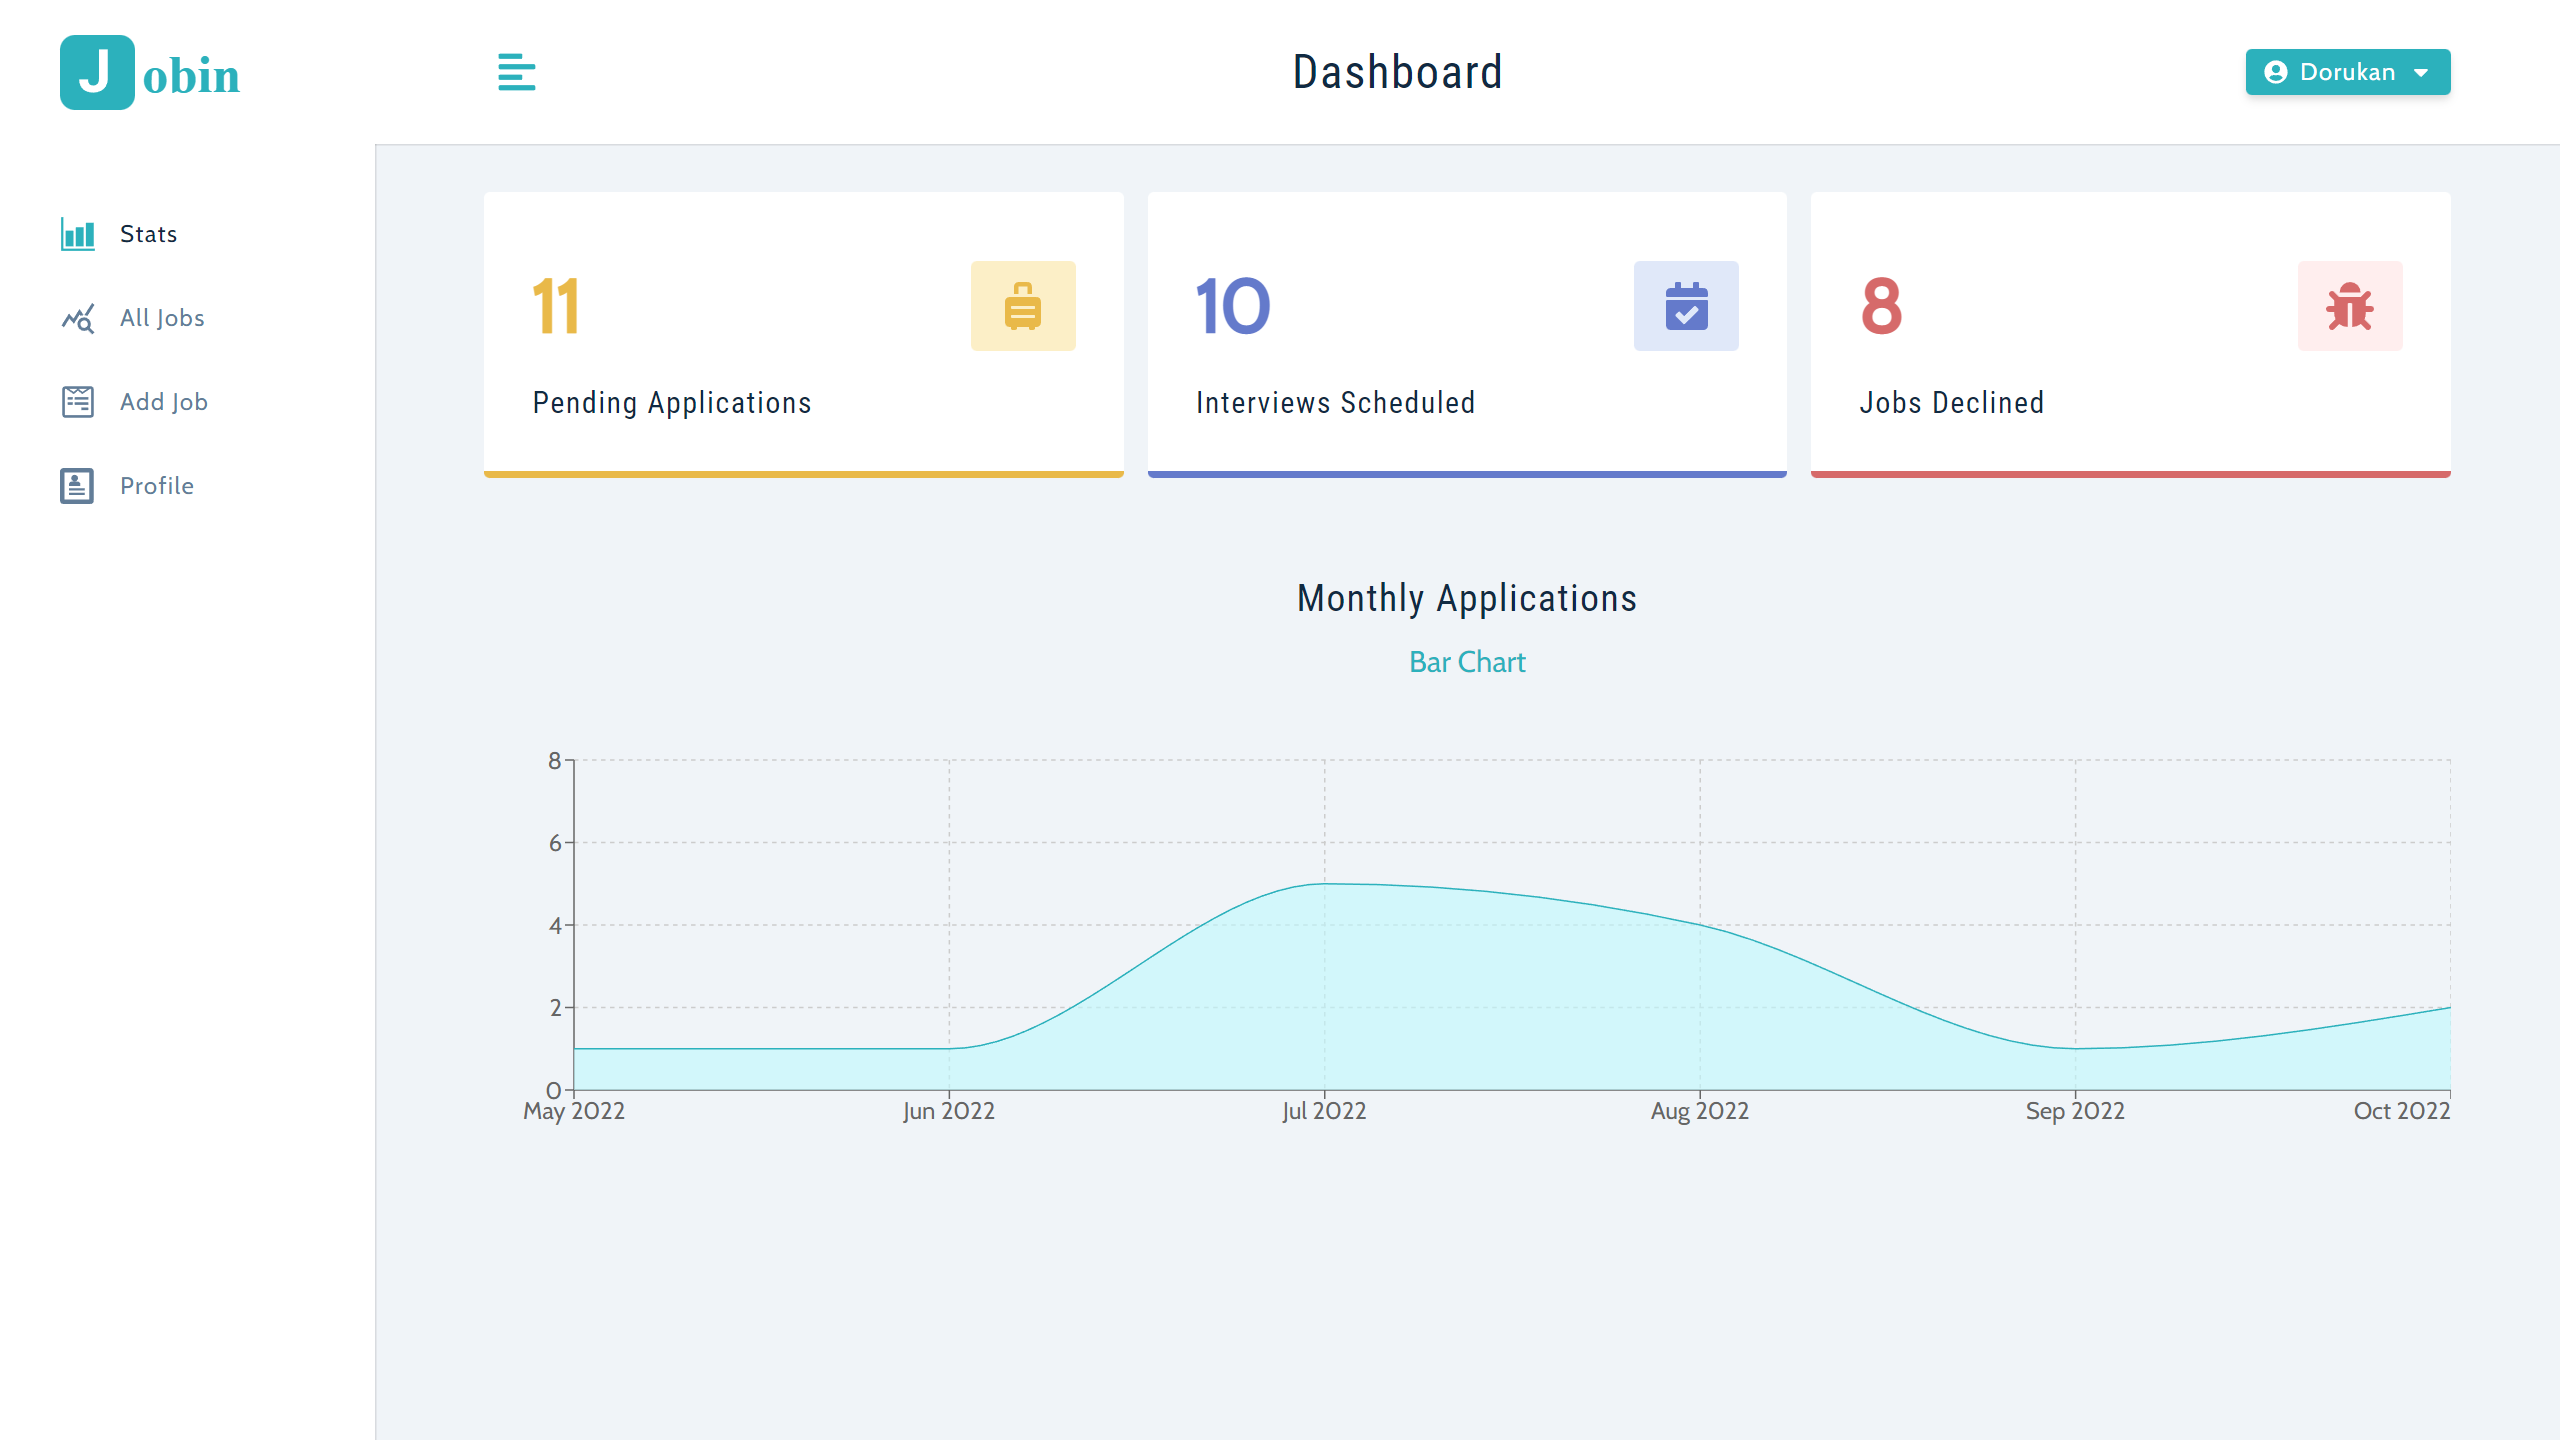 Jobin
Dashboard
Dorukan
Stats
All Jobs
Add Job
Profile
11
Pending Applications
10
Interviews Scheduled
8
Jobs Declined
Monthly Applications
Bar Chart
8
6
4
2
0
May 2022 Jun 2022 Jul 2022 Aug 2022 Sep 2022 Oct 2022